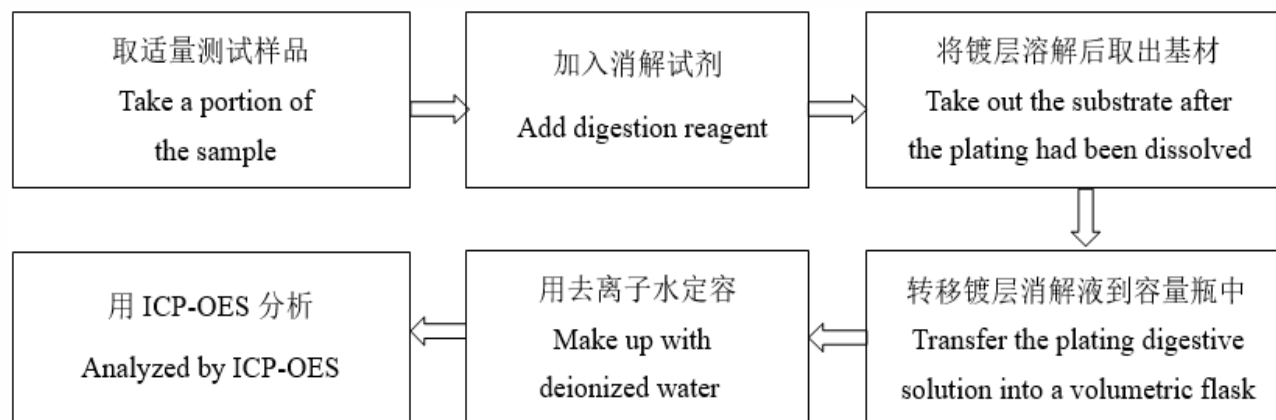 取适量测试样品
Take a portion of
the sample
加入消解试剂
Add digestion reagent
将镀层溶解后取出基材
Take out the substrate after
the plating had been dissolved
转移镀层消解液到容量瓶中
Transfer the plating digestive
solution into a volumetric flask
用去离子水定容
Make up with
deionized water
用 ICP-OES 分析
Analyzed by ICP-OES